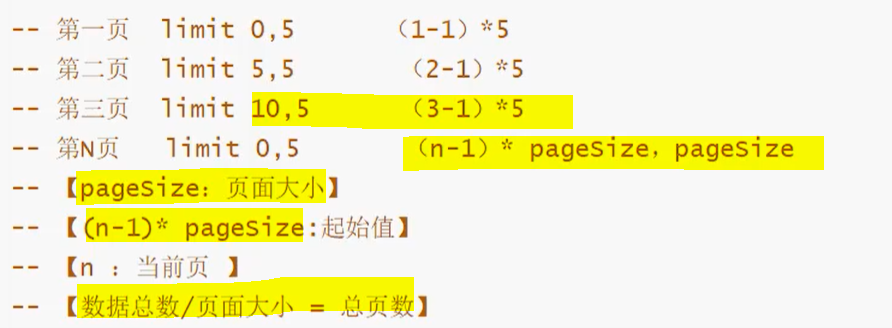 -- 第一页  limit 0,5     （1-1）*5
-- 第二页  limit 5,5     （2-1）*5
-- 第三页  limit 10,5     （3-1）*5
-- 第N页  limit 0,5     （n-1）* pageSize，pageSize
-- 【pageSize：页面大小】
-- 【(n-1)* pageSize:起始值】
-- 【n ：当前页 】
-- 【数据总数/页面大小 = 总页数】